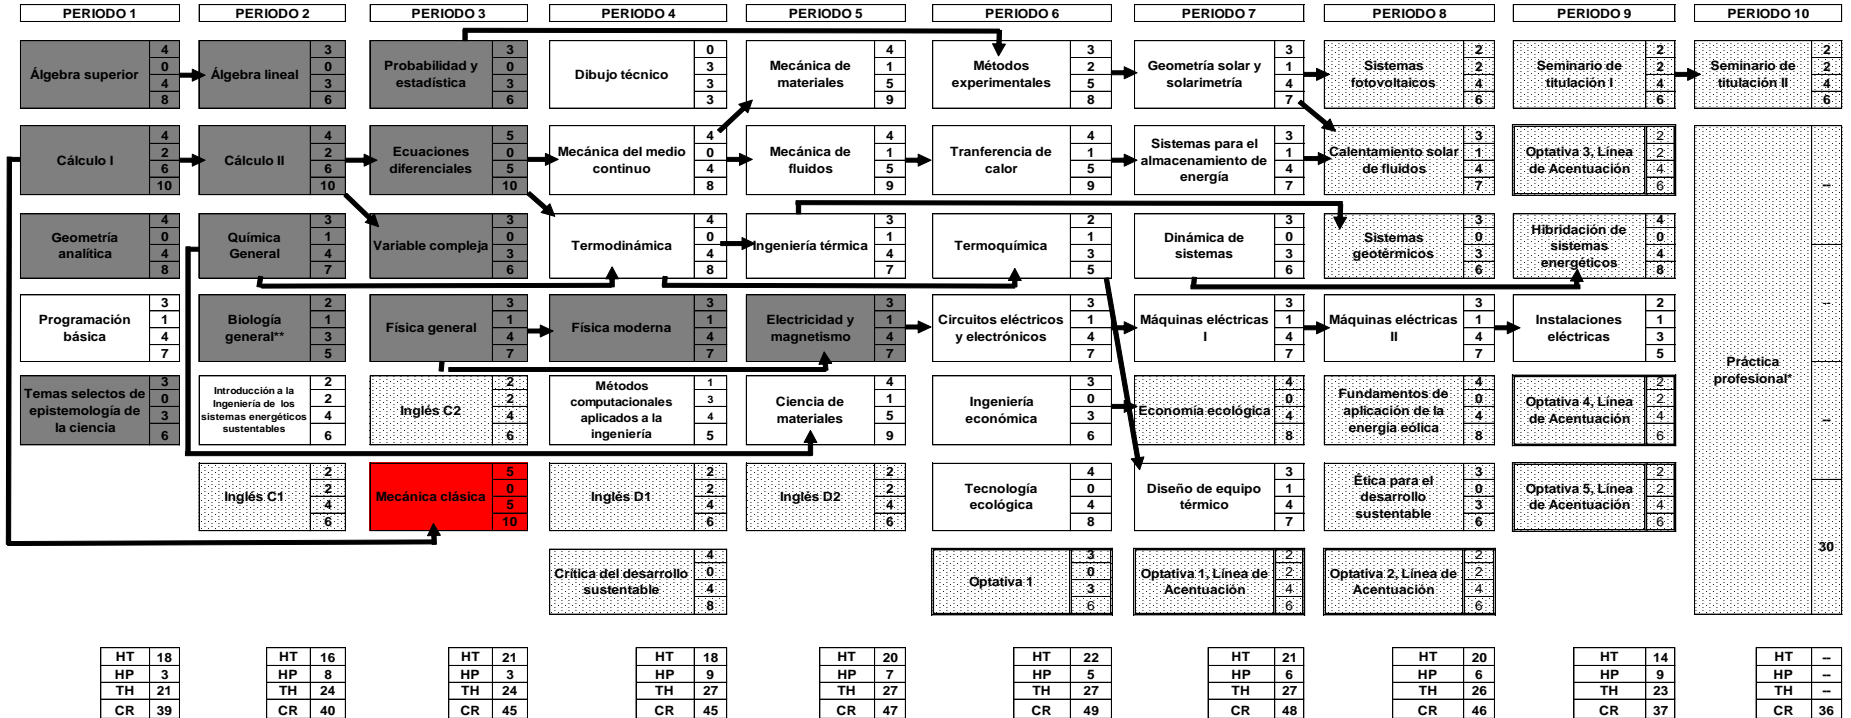 PERIODO 1
PERIODO 2
PERIODO 3
PERIODO 4
PERIODO 5
PERIODO 6
PERIODO 7
PERIODO 8
PERIODO 9
PERIODO 10
Álgebra superior
4
0
4
8
Álgebra lineal
3
0
3
6
Probabilidad y
estadística
3
0
3
6
Dibujo técnico
0
3
3
3
Mecánica de
materiales
4
1
5
9
Métodos
experimentales
3
2
5
8
Geometría solar y
solarimetría
3
1
4
7
Sistemas
fotovoltaicos
2
2
4
6
Seminario de
titulación I
2
2
4
6
Seminario de
titulación II
2
2
4
6
Cálculo I
4
2
6
10
Cálculo II
4
2
6
10
Ecuaciones
diferenciales
5
0
5
10
Mecánica del medio
continuo
4
0
4
8
Mecánica de
fluidos
4
1
5
9
Tranferencia de
calor
4
1
5
9
Sistemas para el
almacenamiento de
energía
3
1
4
7
Calentamiento solar
de fluidos
3
1
4
7
Optativa 3, Línea
de Acentuación
2
2
4
6
Práctica
profesional*
--
--
--
30
Geometría
analítica
4
0
4
8
Química
General
3
1
4
7
Variable compleja
3
0
3
6
Termodinámica
4
0
4
8
Ingeniería térmica
3
1
4
7
Termoquímica
2
1
3
5
Dinámica de
sistemas
3
0
3
6
Sistemas
geotérmicos
3
0
3
6
Hibridación de
sistemas
energéticos
4
0
4
8
Programación
básica
3
1
4
7
Biología
general**
2
1
3
5
Física general
3
1
4
7
Física moderna
3
1
4
7
Electricidad y
magnetismo
3
1
4
7
Circuitos eléctricos
y electrónicos
3
1
4
7
Máquinas eléctricas
I
3
1
4
7
Máquinas eléctricas
II
3
1
4
7
Instalaciones
eléctricas
2
1
3
5
Temas selectos de
epistemología de
la ciencia
3
0
3
6
Introducción a la
Ingeniería de los
sistemas energéticos
sustentables
2
2
4
6
Inglés C2
2
2
4
6
Métodos
computacionales
aplicados a la
ingeniería
1
3
4
5
Ciencia de
materiales
4
1
5
9
Ingeniería
económica
3
0
3
6
Economía ecológica
4
0
4
8
Fundamentos de
aplicación de la
energía eólica
4
0
4
8
Optativa 4, Línea
de Acentuación
2
2
4
6
Inglés C1
2
2
4
6
Mecánica clásica
5
0
5
10
Inglés D1
2
2
4
6
Inglés D2
2
2
4
6
Tecnología
ecológica
4
0
4
8
Diseño de equipo
térmico
3
1
4
7
Ética para el
desarrollo
sustentable
3
0
3
6
Optativa 5, Línea
de Acentuación
2
2
4
6
Crítica del desarrollo
sustentable
4
0
4
8
Optativa 1
3
0
3
6
Optativa 1, Línea de
Acentuación
2
2
4
6
Optativa 2, Línea de
Acentuación
2
2
4
6
HT 18
HP 3
TH 21
CR 39
HT 16
HP 8
TH 24
CR 40
HT 21
HP 3
TH 24
CR 45
HT 18
HP 9
TH 27
CR 45
HT 20
HP 7
TH 27
CR 47
HT 22
HP 5
TH 27
CR 49
HT 21
HP 6
TH 27
CR 48
HT 20
HP 6
TH 26
CR 46
HT 14
HP 9
TH 23
CR 37
HT --
HP --
TH --
CR 36